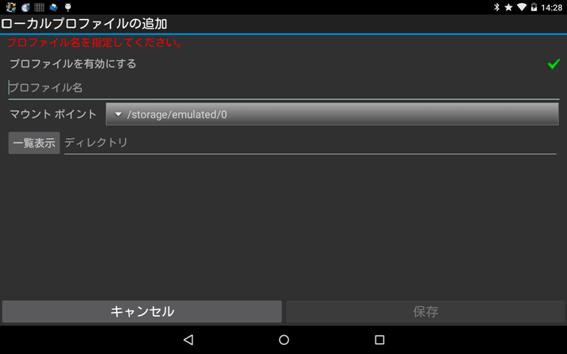 14:28
ローカルプロファイルの追加
プロファイル名を指定してください。
プロファイルを有効にする
プロファイル名
マウント ポイント /storage/emulated/0
一覧表示 ディレクトリ
キャンセル 保存